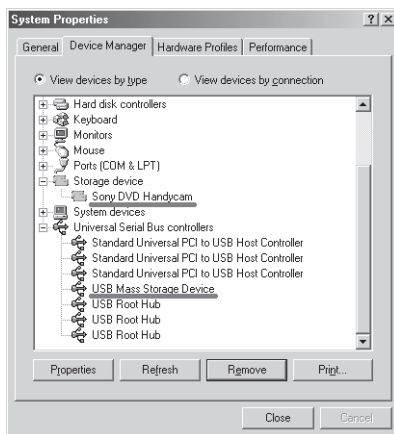 System Properties
General Device Manager Hardware Profiles Performance
View devices by type View devices by connection
Hard disk controllers
Keyboard
Monitors
Mouse
Ports (COM & LPT)
Storage device
Sony DVD Handycam
System devices
Universal Serial Bus controllers
Standard Universal PCI to USB Host Controller
Standard Universal PCI to USB Host Controller
Standard Universal PCI to USB Host Controller
USB Mass Storage Device
USB Root Hub
USB Root Hub
USB Root Hub
Properties Refresh Remove Print...
Close Cancel